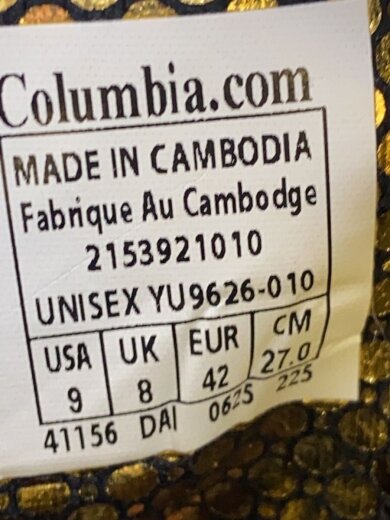 Columbia.com
MADE IN CAMBODIA
Fabrique Au Cambodge
2153921010
UNISEX YU9626-010
USA UK EUR CM
9 8 42 27.0
41156 DAI 0625 225